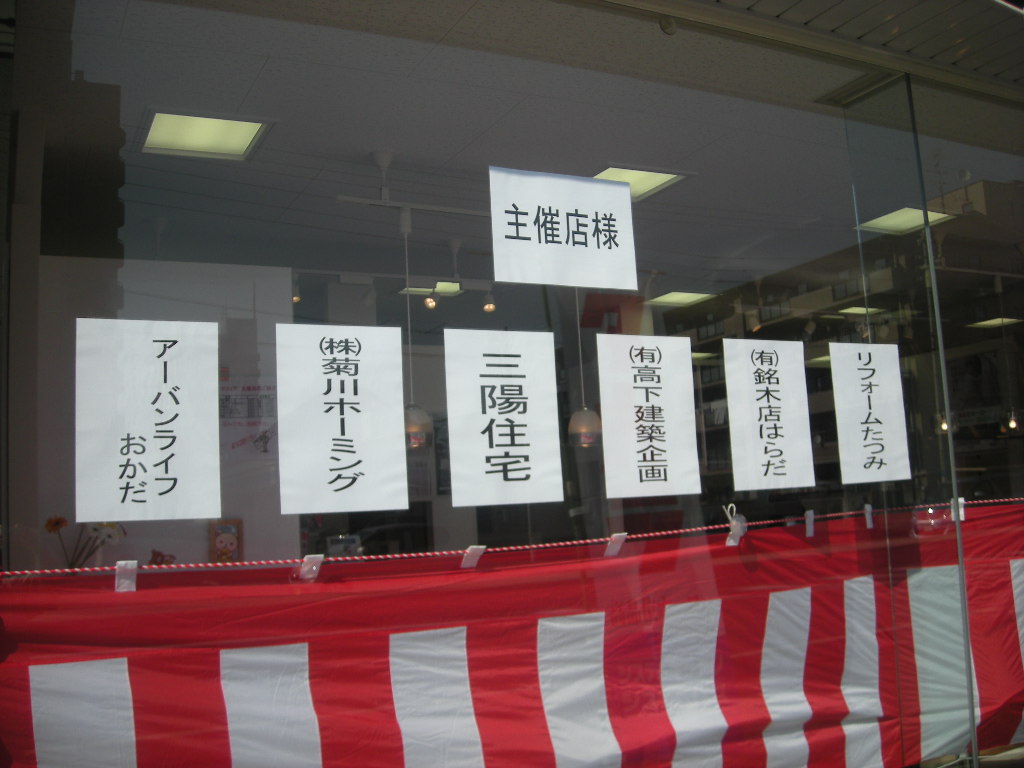 主催店様
アーバンライフ
おかだ
㈱菊川ホーミング
三陽住宅
㈲高下建築企画
㈲銘木店はらだ
リフォームたつみ